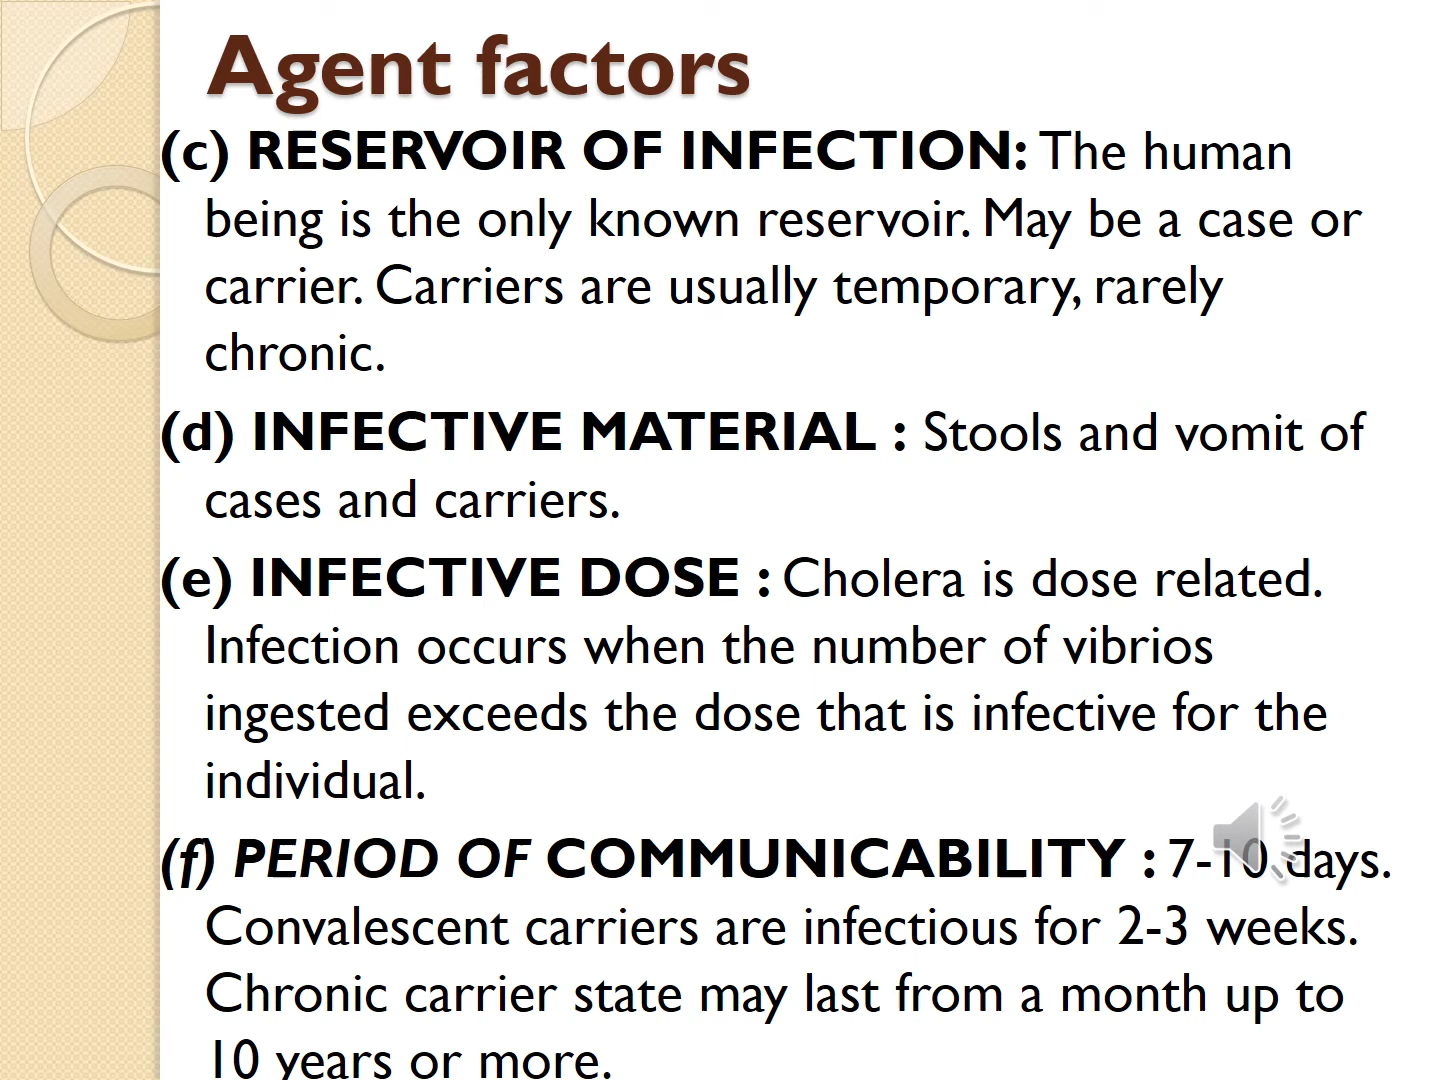 Agent factors
(c) RESERVOIR OF INFECTION: The human
being is the only known reservoir. May be a case or
carrier. Carriers are usually temporary, rarely
chronic.
(d) INFECTIVE MATERIAL : Stools and vomit of
cases and carriers.
(e) INFECTIVE DOSE : Cholera is dose related.
Infection occurs when the number of vibrios
ingested exceeds the dose that is infective for the
individual.
(f) PERIOD OF COMMUNICABILITY : 7-10 days.
Convalescent carriers are infectious for 2-3 weeks.
Chronic carrier state may last from a month up to
10 years or more.